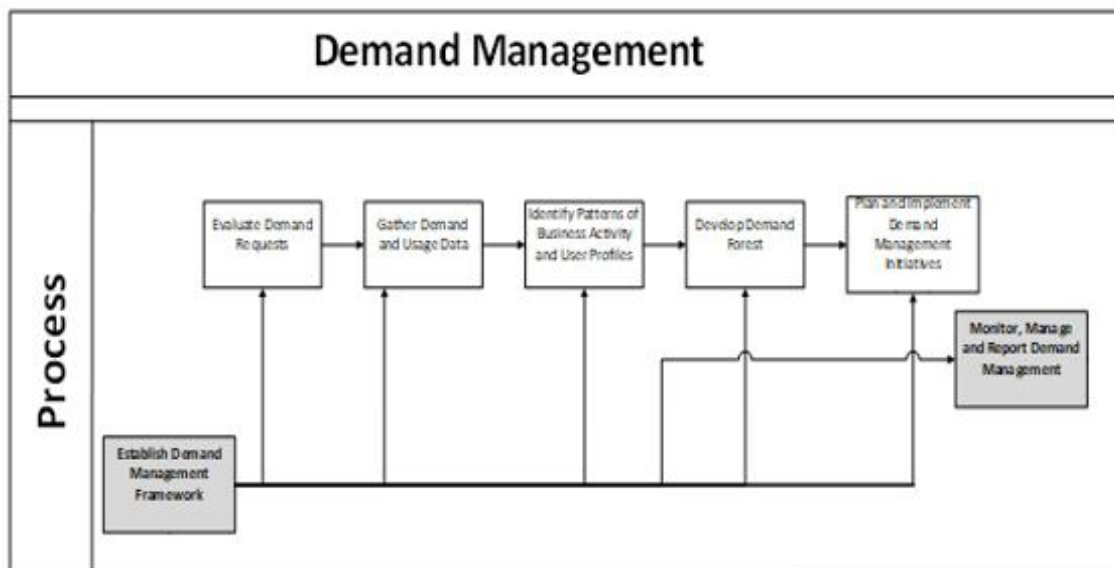 Demand Management
Process
Evaluate Demand
Requests
Gather Demand
and Usage Data
Identify Patterns of
Business Activity
and User Profiles
Develop Demand
Forest
Plan and Implement
Demand
Management
Initiatives
Monitor, Manage
and Report Demand
Management
Establish Demand
Management
Framework